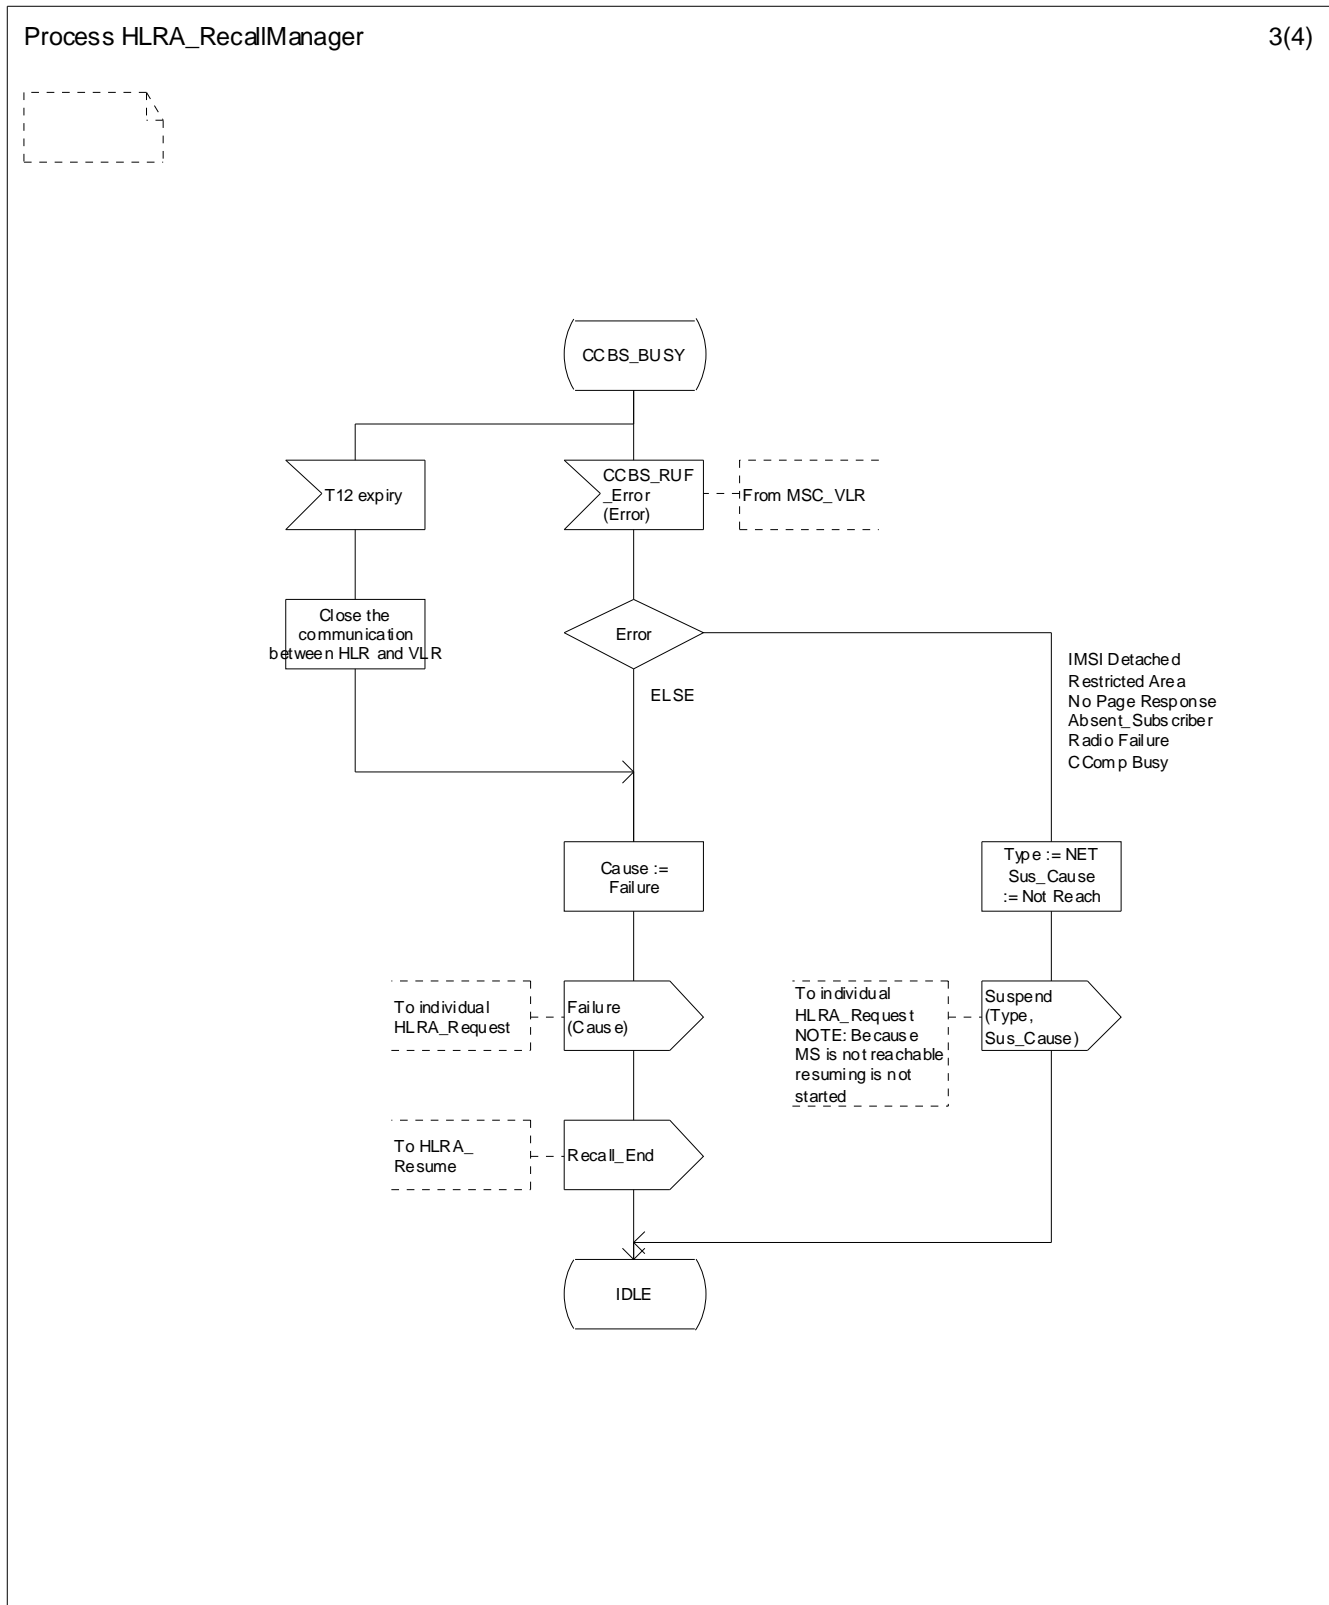 Process HLRA_RecallManager
3(4)
CCBS_BUSY
T12 expiry
CCBS_RUF
_Error
(Error)
From MSC_VLR
Close the
communication
between HLR and VLR
Error
ELSE
IMSI Detached
Restricted Area
No Page Response
Absent_Subscriber
Radio Failure
CComp Busy
Cause :=
Failure
Type := NET
Sus_Cause
:= Not Reach
To individual
HLRA_Request
Failure
(Cause)
To individual
HLRA_Request
NOTE: Because
MS is not reachable
resuming is not
started
Suspend
(Type,
Sus_Cause)
To HLRA_
Resume
Recall_End
IDLE